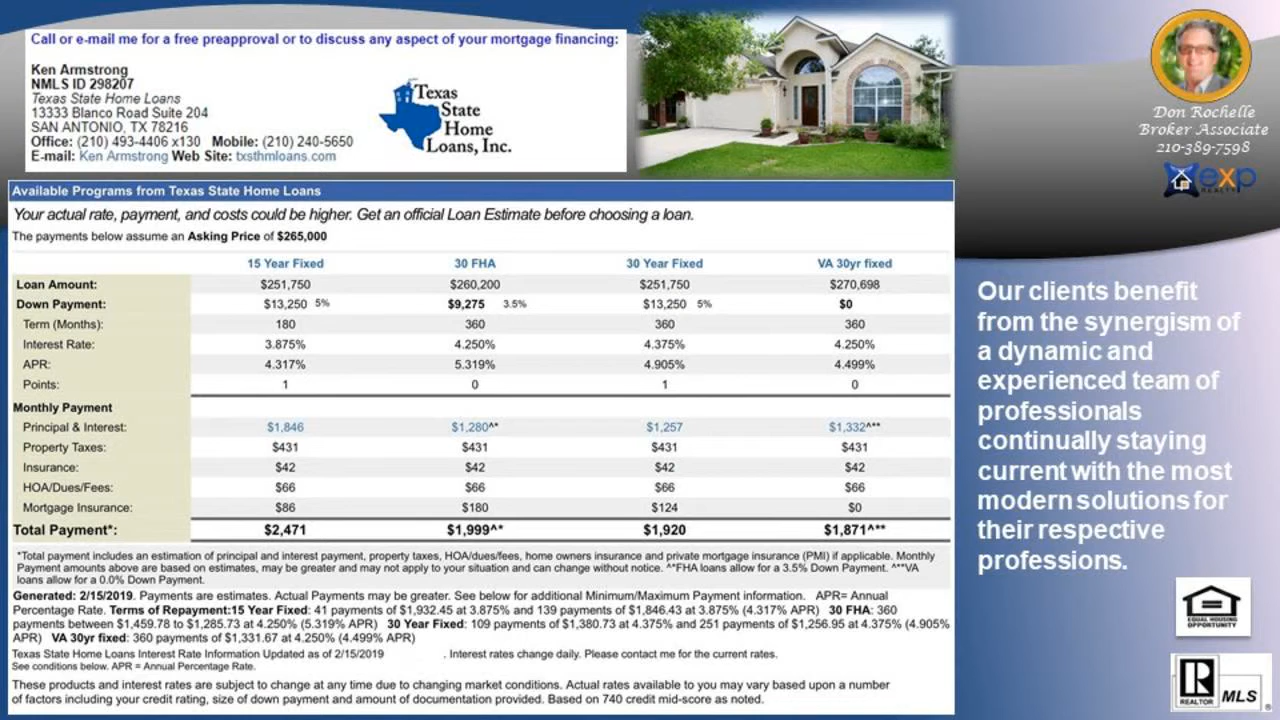 Call or e-mail me for a free preapproval or to discuss any aspect of your mortgage financing:
Ken Armstrong
NMLS ID 298207
Texas State Home Loans
13333 Blanco Road Suite 204
SAN ANTONIO, TX 78216
Office: (210) 493-4406 x130 Mobile: (210) 240-5650
E-mail: Ken Armstrong Web Site: txsthmloans.com
Texas
State
Home
Loans, Inc.
Don Rochelle
Broker Associate
210-389-7598
exp
REALTY
Available Programs from Texas State Home Loans
Your actual rate, payment, and costs could be higher. Get an official Loan Estimate before choosing a loan.
The payments below assume an Asking Price of $265,000
15 Year Fixed 30 FHA 30 Year Fixed VA 30yr fixed
Loan Amount: $251,750 $260,200 $251,750 $270,698
Down Payment: $13,250 5% $9,275 3.5% $13,250 5% $0
Term (Months): 180 360 360 360
Interest Rate: 3.875% 4.250% 4.375% 4.250%
APR: 4.317% 5.319% 4.905% 4.499%
Points: 1 0 1 0
Monthly Payment
Principal & Interest: $1,846 $1,280^* $1,257 $1,332^**
Property Taxes: $431 $431 $431 $431
Insurance: $42 $42 $42 $42
HOA/Dues/Fees: $66 $66 $66 $66
Mortgage Insurance: $86 $180 $124 $0
Total Payment*: $2,471 $1,999^* $1,920 $1,871^**
*Total payment includes an estimation of principal and interest payment, property taxes, HOA/dues/fees, home owners insurance and private mortgage insurance (PMI) if applicable. Monthly
Payment amounts above are based on estimates, may be greater and may not apply to your situation and can change without notice. ^*FHA loans allow for a 3.5% Down Payment. ^**VA
loans allow for a 0.0% Down Payment.
Generated: 2/15/2019. Payments are estimates. Actual Payments may be greater. See below for additional Minimum/Maximum Payment information. APR= Annual
Percentage Rate. Terms of Repayment:15 Year Fixed: 41 payments of $1,932.45 at 3.875% and 139 payments of $1,846.43 at 3.875% (4.317% APR) 30 FHA: 360
payments between $1,459.78 to $1,285.73 at 4.250% (5.319% APR) 30 Year Fixed: 109 payments of $1,380.73 at 4.375% and 251 payments of $1,256.95 at 4.375% (4.905%
APR) VA 30yr fixed: 360 payments of $1,331.67 at 4.250% (4.499% APR)
Texas State Home Loans Interest Rate Information Updated as of 2/15/2019 . Interest rates change daily. Please contact me for the current rates.
See conditions below. APR = Annual Percentage Rate.
These products and interest rates are subject to change at any time due to changing market conditions. Actual rates available to you may vary based upon a number
of factors including your credit rating, size of down payment and amount of documentation provided. Based on 740 credit mid-score as noted.
Our clients benefit
from the synergism of
a dynamic and
experienced team of
professionals
continually staying
current with the most
modern solutions for
their respective
professions.
EQUAL HOUSING
OPPORTUNITY
R
REALTOR
MLS
®